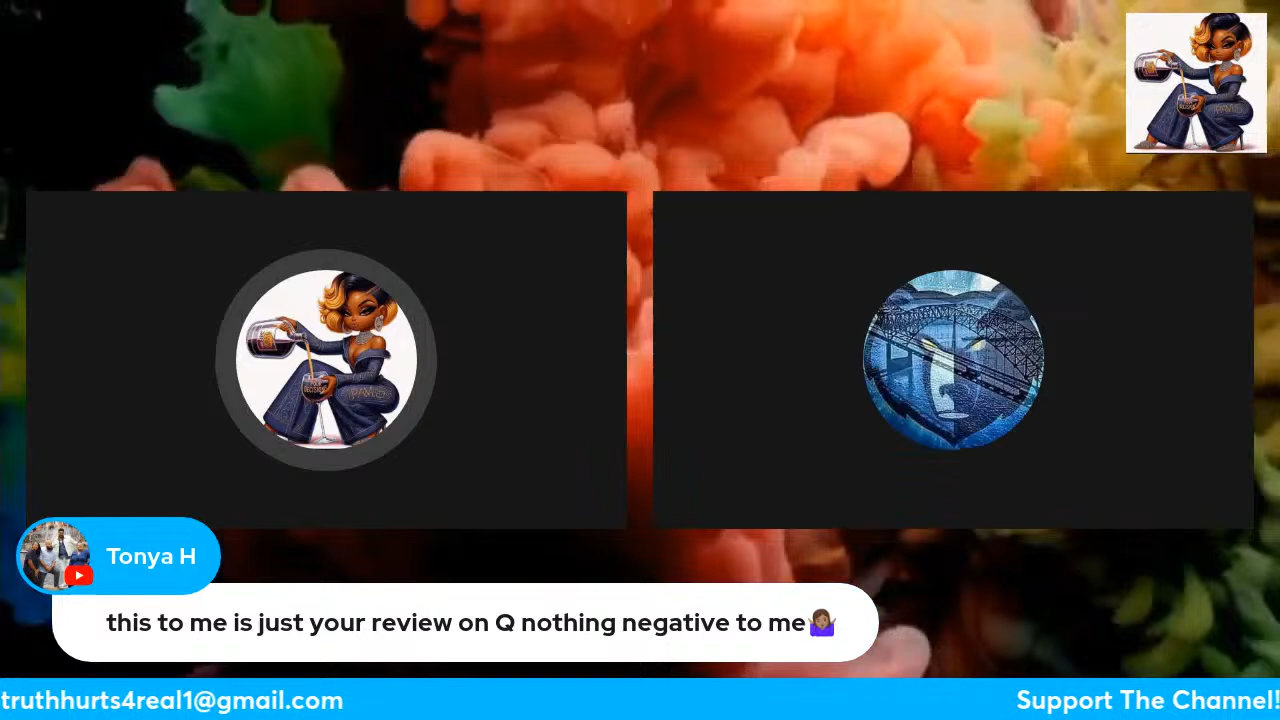 Tonya H
this to me is just your review on Q nothing negative to me🤷🏽‍♀️
truthhurts4real1@gmail.com
Support The Channel!